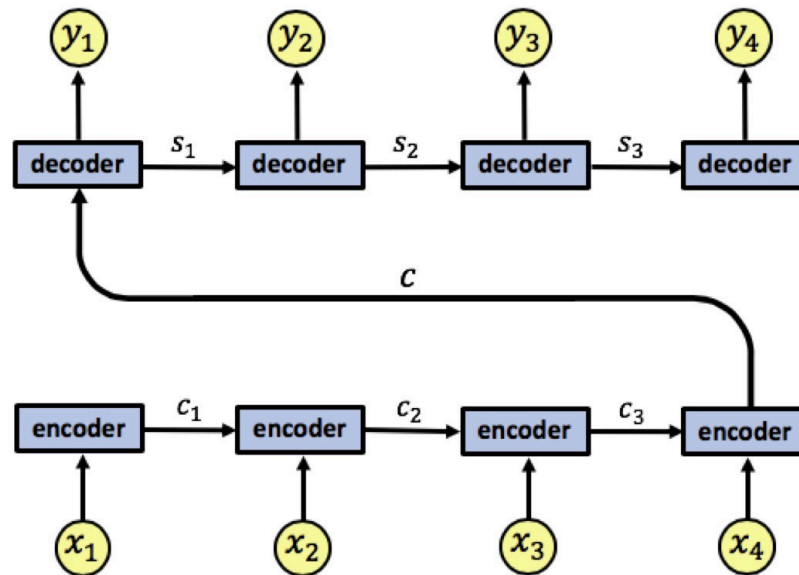 y₁ y₂ y₃ y₄
s₁ s₂ s₃
decoder decoder decoder decoder
c
c₁ c₂ c₃
encoder encoder encoder encoder
x₁ x₂ x₃ x₄